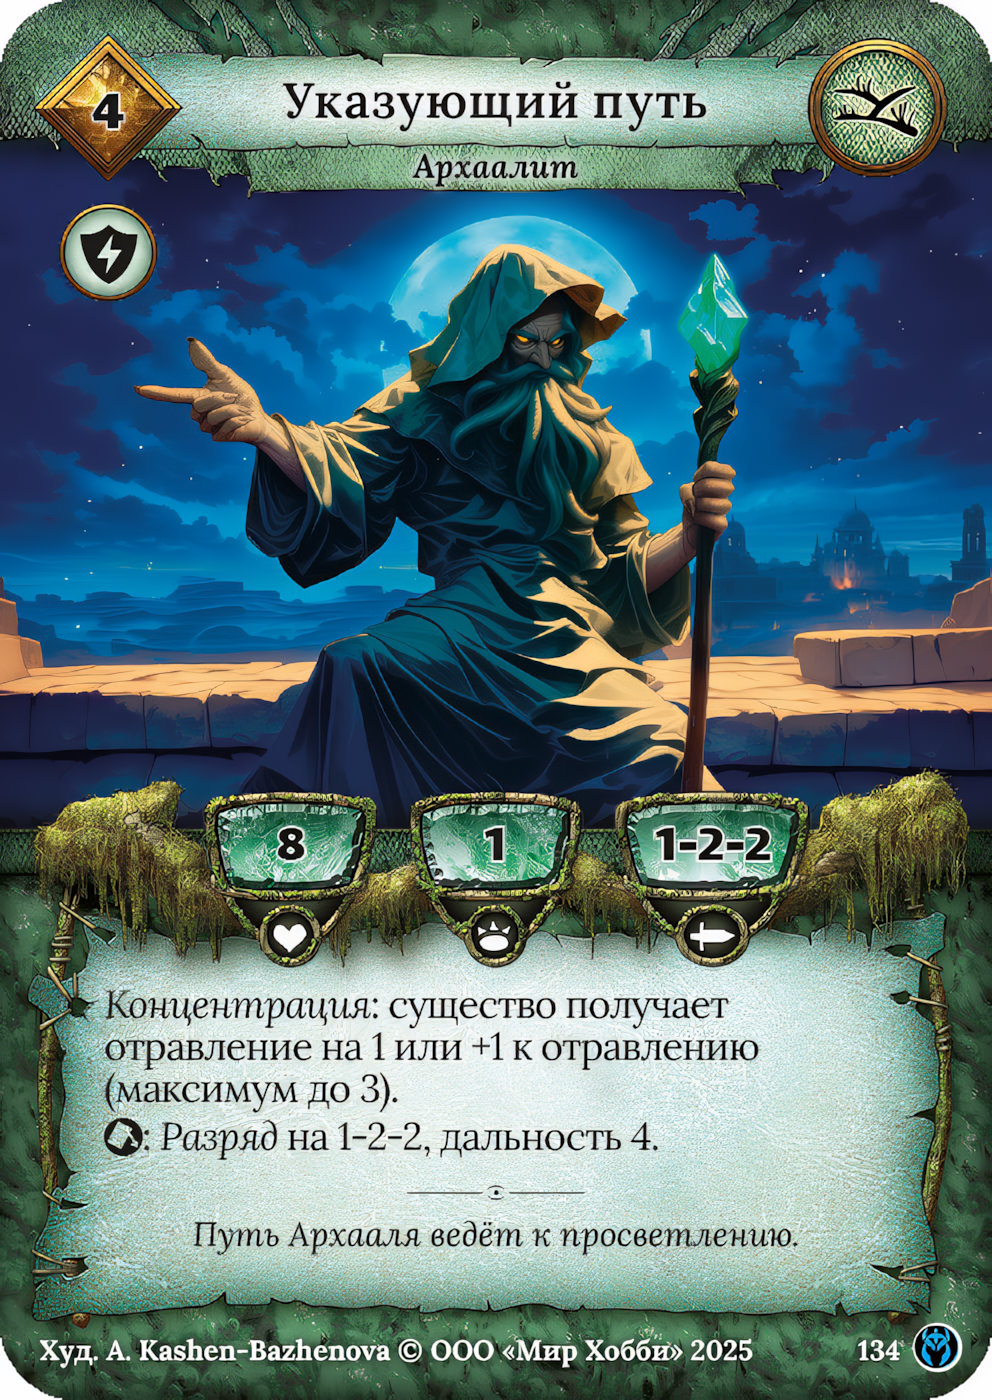 4
Указующий путь
Архаалит
8
1
1-2-2
Концентрация: существо получает
отравление на 1 или +1 к отравлению
(максимум до 3).
: Разряд на 1-2-2, дальность 4.
Путь Архааля ведёт к просветлению.
Худ. А. Kashen-Bazhenova © ООО «Мир Хобби» 2025
134